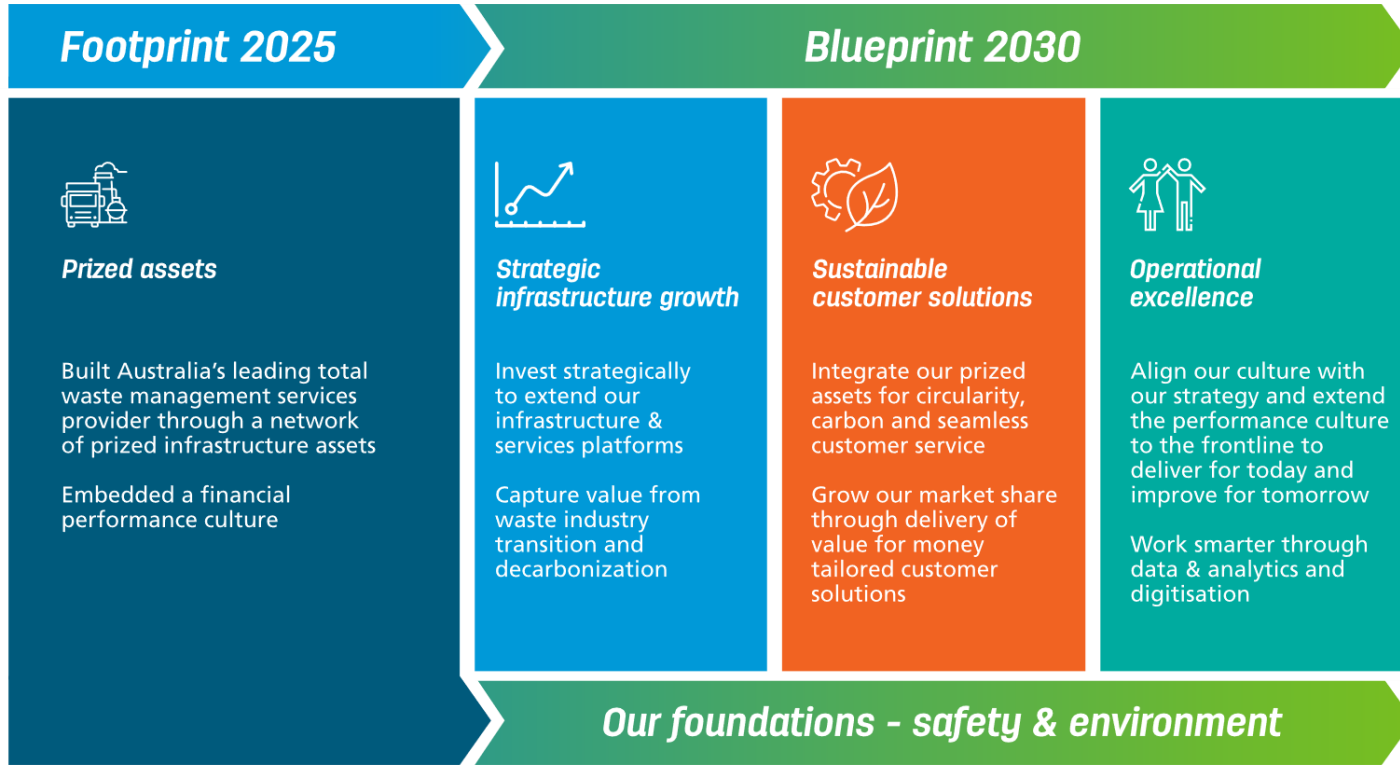 Footprint 2025
Blueprint 2030
Prized assets
Built Australia’s leading total
waste management services
provider through a network
of prized infrastructure assets
Embedded a financial
performance culture
Strategic
infrastructure growth
Invest strategically
to extend our
infrastructure &
services platforms
Capture value from
waste industry
transition and
decarbonization
Sustainable
customer solutions
Integrate our prized
assets for circularity,
carbon and seamless
customer service
Grow our market share
through delivery of
value for money
tailored customer
solutions
Operational
excellence
Align our culture with
our strategy and extend
the performance culture
to the frontline to
deliver for today and
improve for tomorrow
Work smarter through
data & analytics and
digitisation
Our foundations - safety & environment